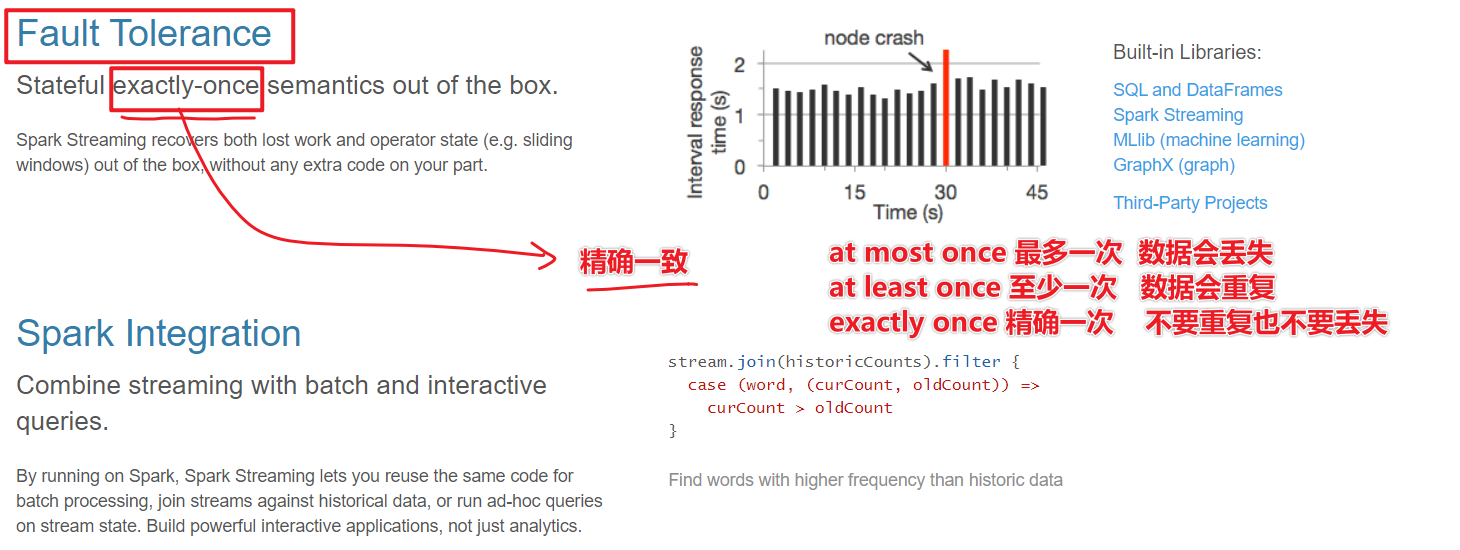 Fault Tolerance
Stateful exactly-once semantics out of the box.
Spark Streaming recovers both lost work and operator state (e.g. sliding
windows) out of the box, without any extra code on your part.
node crash
Interval response
time (s)
2
1
0
0
15
30
45
Time (s)
Built-in Libraries:
SQL and DataFrames
Spark Streaming
MLlib (machine learning)
GraphX (graph)
Third-Party Projects
精确一致
at most once 最多一次 数据会丢失
at least once 至少一次 数据会重复
exactly once 精确一次 不要重复也不要丢失
Spark Integration
Combine streaming with batch and interactive
queries.
By running on Spark, Spark Streaming lets you reuse the same code for
batch processing, join streams against historical data, or run ad-hoc queries
on stream state. Build powerful interactive applications, not just analytics.
stream.join(historicCounts).filter {
case (word, (curCount, oldCount)) =>
curCount > oldCount
}
Find words with higher frequency than historic data